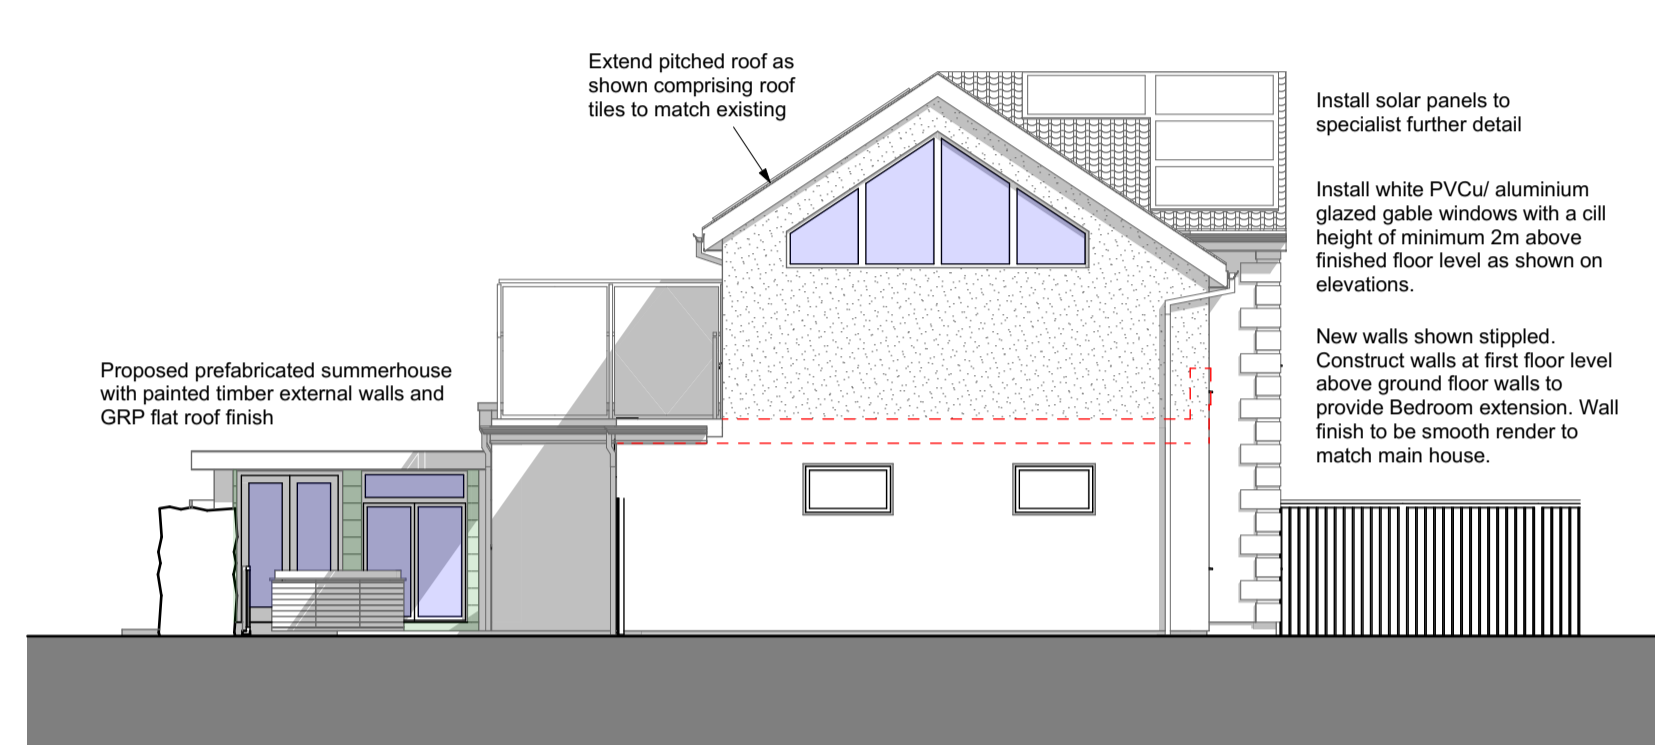 Extend pitched roof as
shown comprising roof
tiles to match existing
Install solar panels to
specialist further detail
Install white PVCu/ aluminium
glazed gable windows with a cill
height of minimum 2m above
finished floor level as shown on
elevations.
New walls shown stippled.
Construct walls at first floor level
above ground floor walls to
provide Bedroom extension. Wall
finish to be smooth render to
match main house.
Proposed prefabricated summerhouse
with painted timber external walls and
GRP flat roof finish